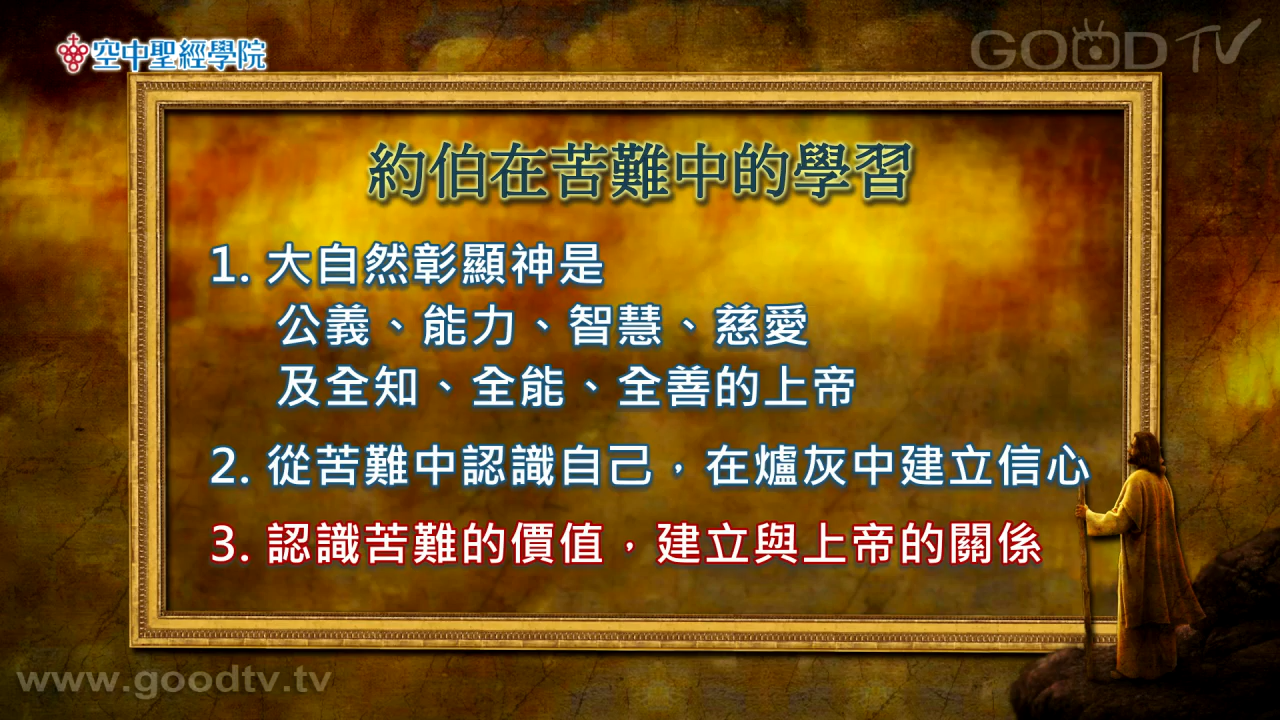 空中聖經學院
GOOD TV
約伯在苦難中的學習
1. 大自然彰顯神是
公義、能力、智慧、慈愛
及全知、全能、全善的上帝
2. 從苦難中認識自己，在爐灰中建立信心
3. 認識苦難的價值，建立與上帝的關係
www.goodtv.tv